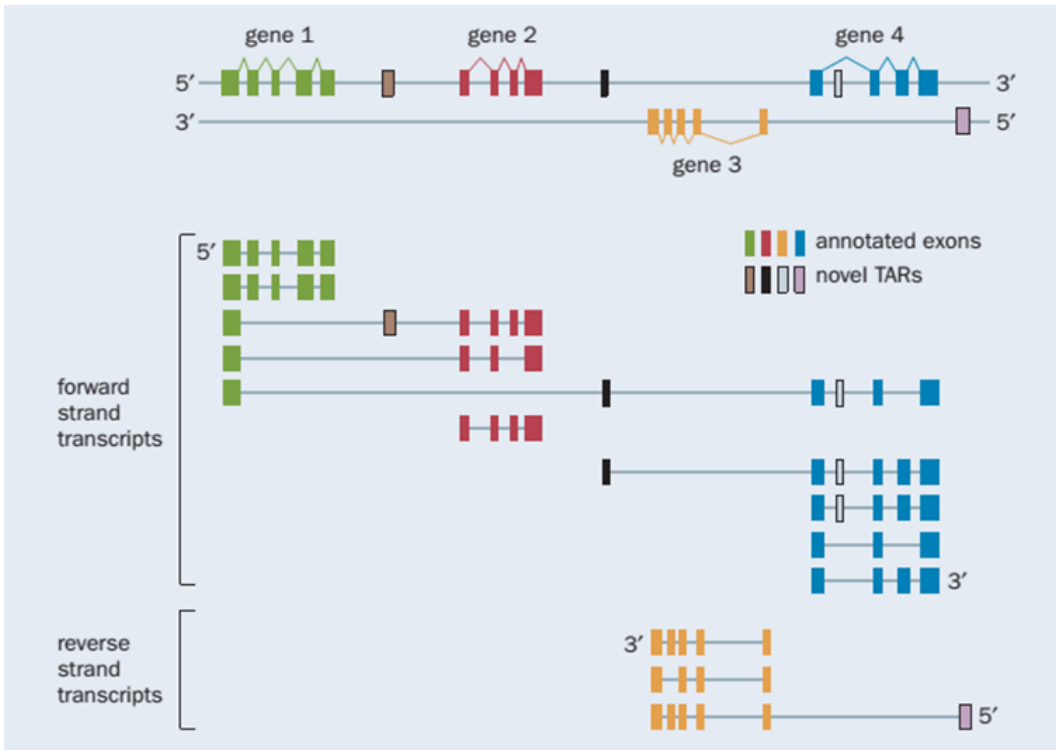 gene 1
gene 2
gene 4
5′
3′
3′
5′
gene 3
annotated exons
novel TARs
5′
forward
strand
transcripts
3′
reverse
strand
transcripts
3′
5′